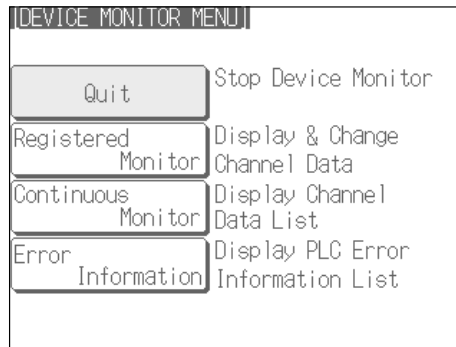 [DEVICE MONITOR MENU]
Quit
Stop Device Monitor
Registered
Monitor
Display & Change
Channel Data
Continuous
Monitor
Display Channel
Data List
Error
Information
Display PLC Error
Information List